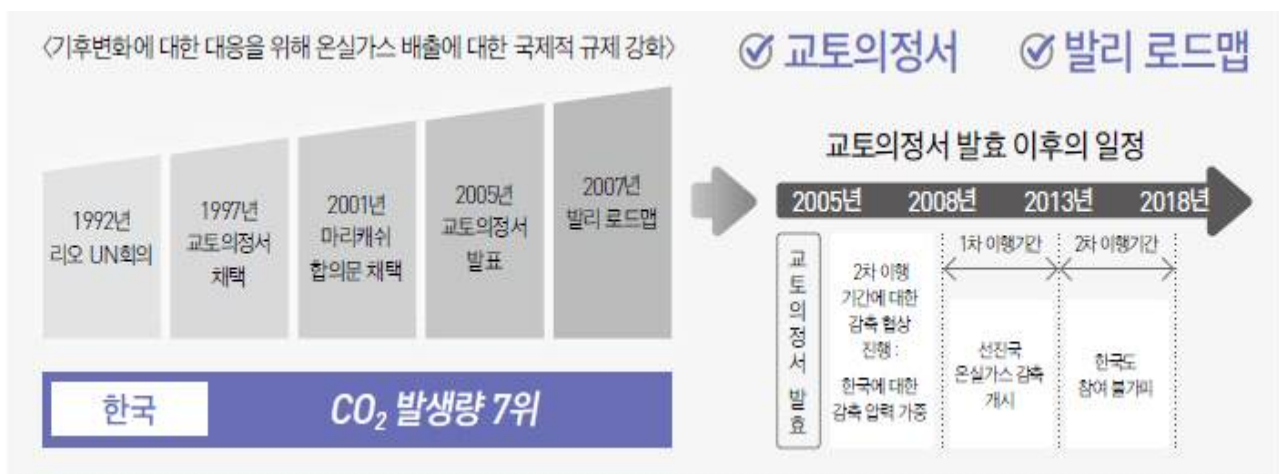 〈기후변화에 대한 대응을 위해 온실가스 배출에 대한 국제적 규제 강화〉
1992년
리오 UN회의
1997년
교토의정서
채택
2001년
마리캐쉬
합의문 채택
2005년
교토의정서
발표
2007년
발리 로드맵
한국
CO₂ 발생량 7위
교토의정서
발리 로드맵
교토의정서 발효 이후의 일정
2005년 2008년 2013년 2018년
교토의정서 발효
2차 이행
기간에 대한
감축 협상
진행 :
한국에 대한
감축 압력 가중
1차 이행기간
선진국
온실가스 감축
개시
2차 이행기간
한국도
참여 불가피